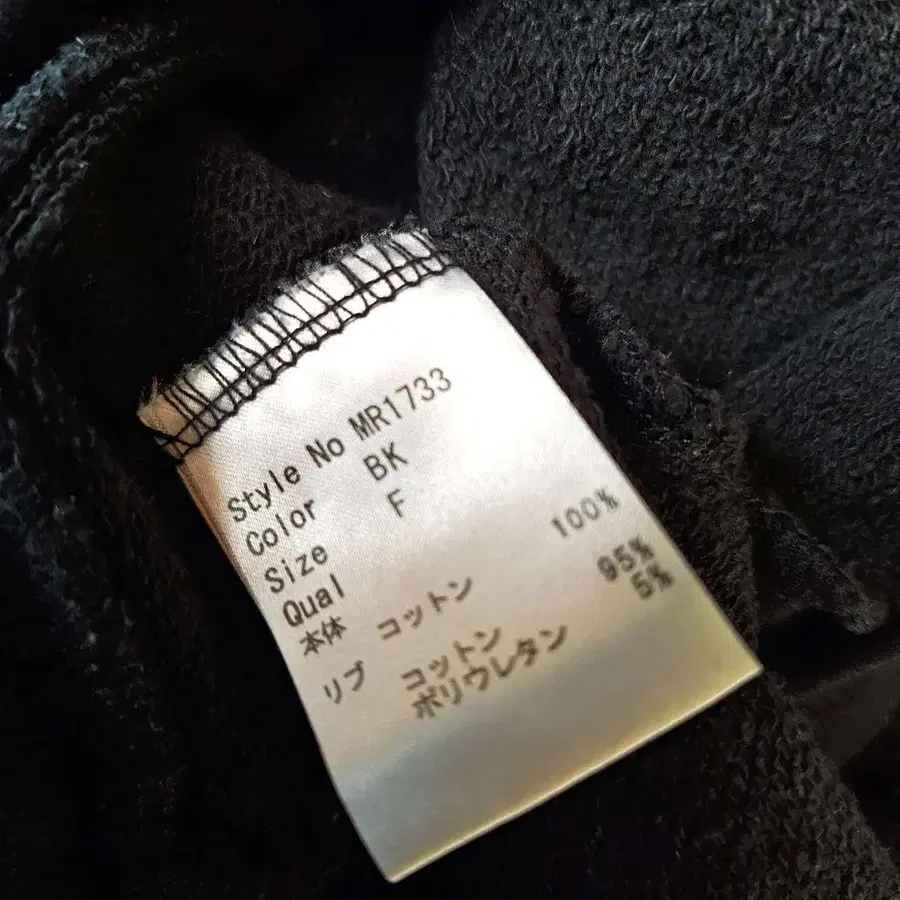 Style No MR1733
Color BK
Size F
Qual
本体 コットン 100%
リブ コットン 95%
ポリウレタン 5%